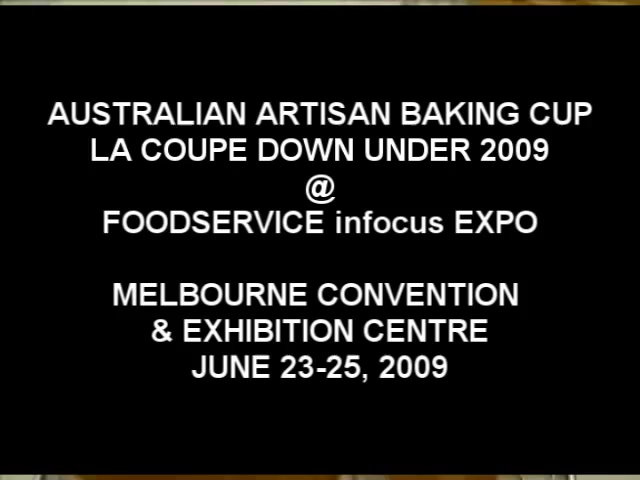 AUSTRALIAN ARTISAN BAKING CUP
LA COUPE DOWN UNDER 2009
@
FOODSERVICE infocus EXPO
MELBOURNE CONVENTION
& EXHIBITION CENTRE
JUNE 23-25, 2009